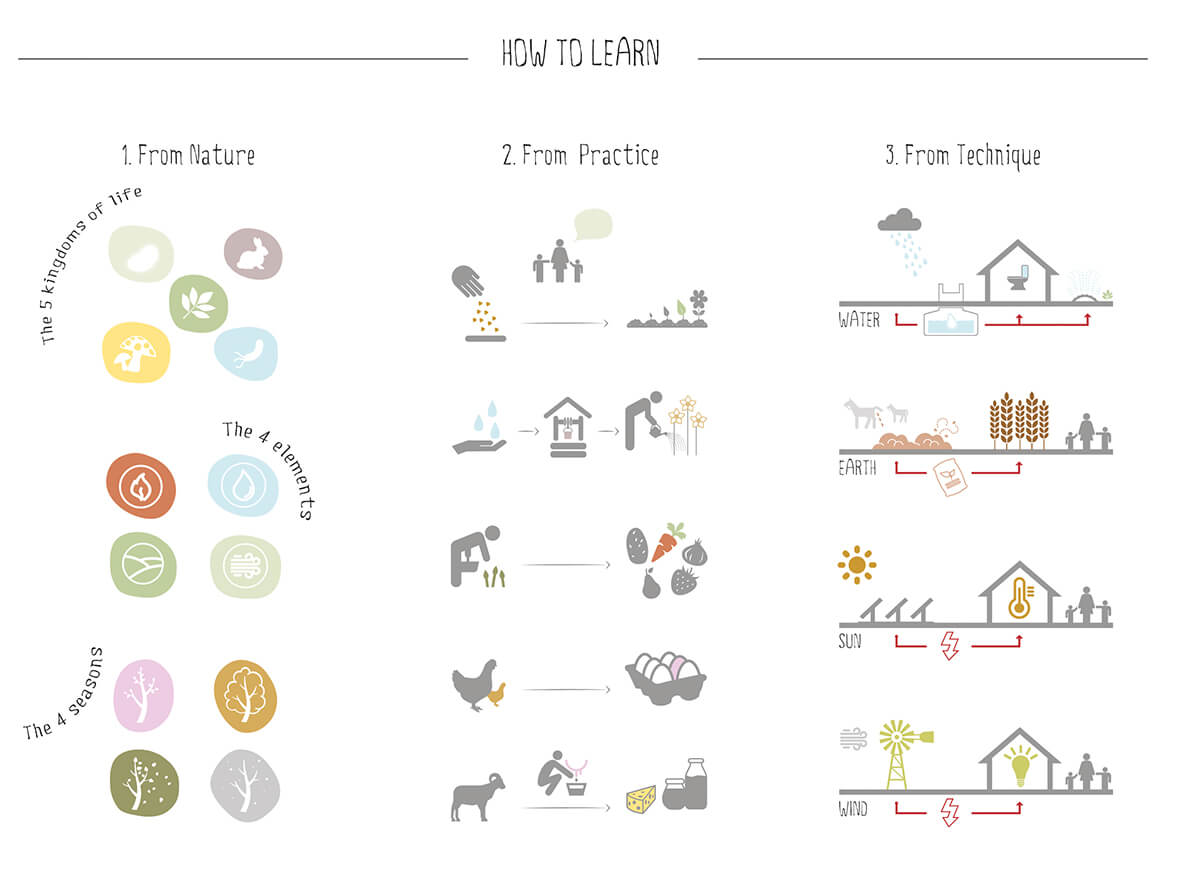 HOW TO LEARN
1. From Nature
The 5 kingdoms of life
The 4 elements
The 4 seasons
2. From Practice
3. From Technique
WATER
EARTH
SUN
WIND